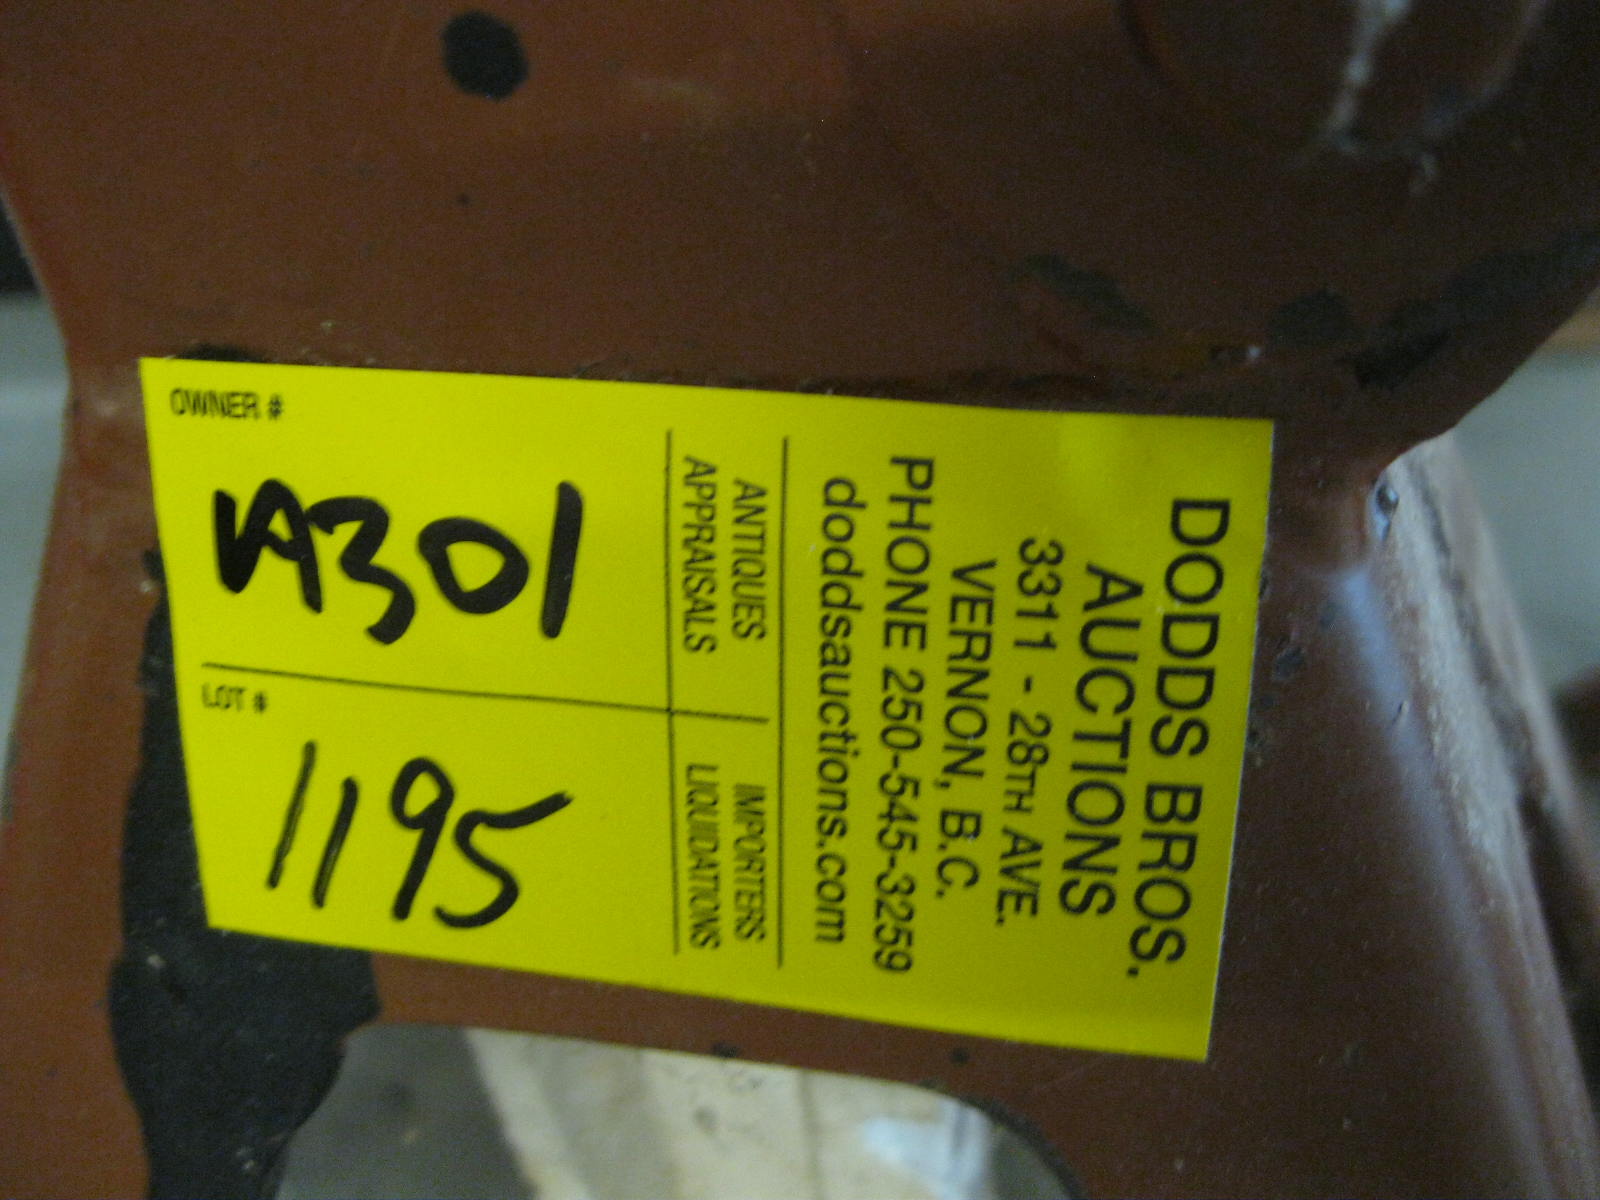 DODDS BROS.
AUCTIONS
3311 - 28TH AVE.
VERNON, B.C.
PHONE 250-545-3259
doddsauctions.com
ANTIQUES IMPORTERS
APPRAISALS LIQUIDATIONS
OWNER #
A301
LOT #
1195